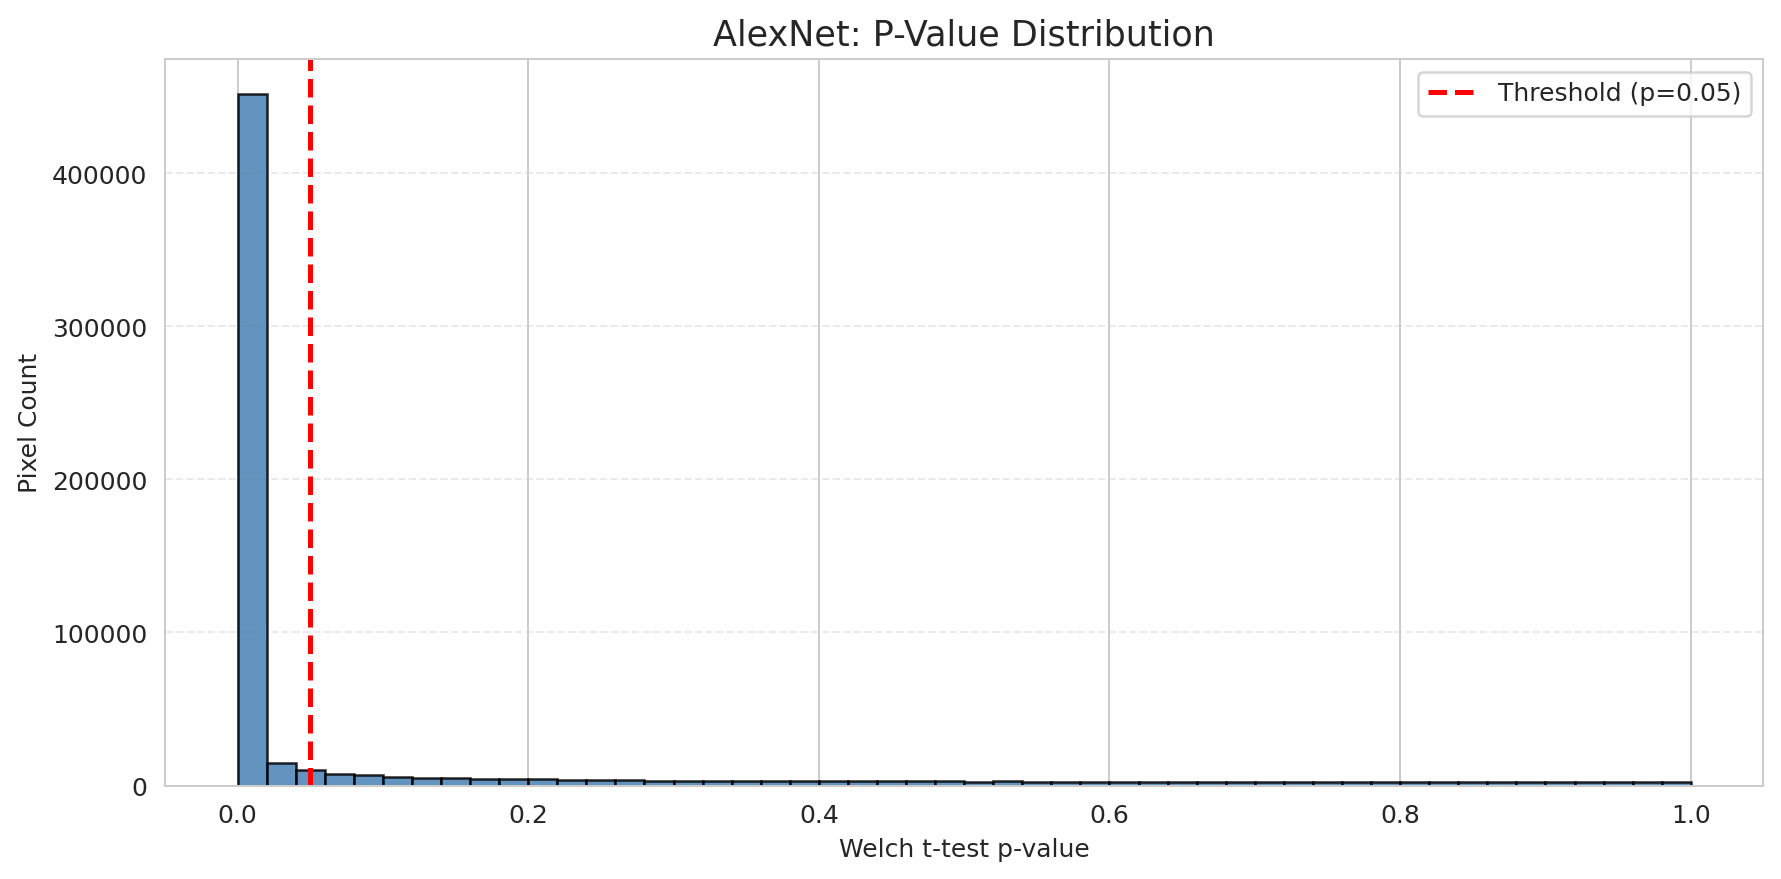 AlexNet: P-Value Distribution
Threshold (p=0.05)
Pixel Count
400000
300000
200000
100000
0
0.0 0.2 0.4 0.6 0.8 1.0
Welch t-test p-value